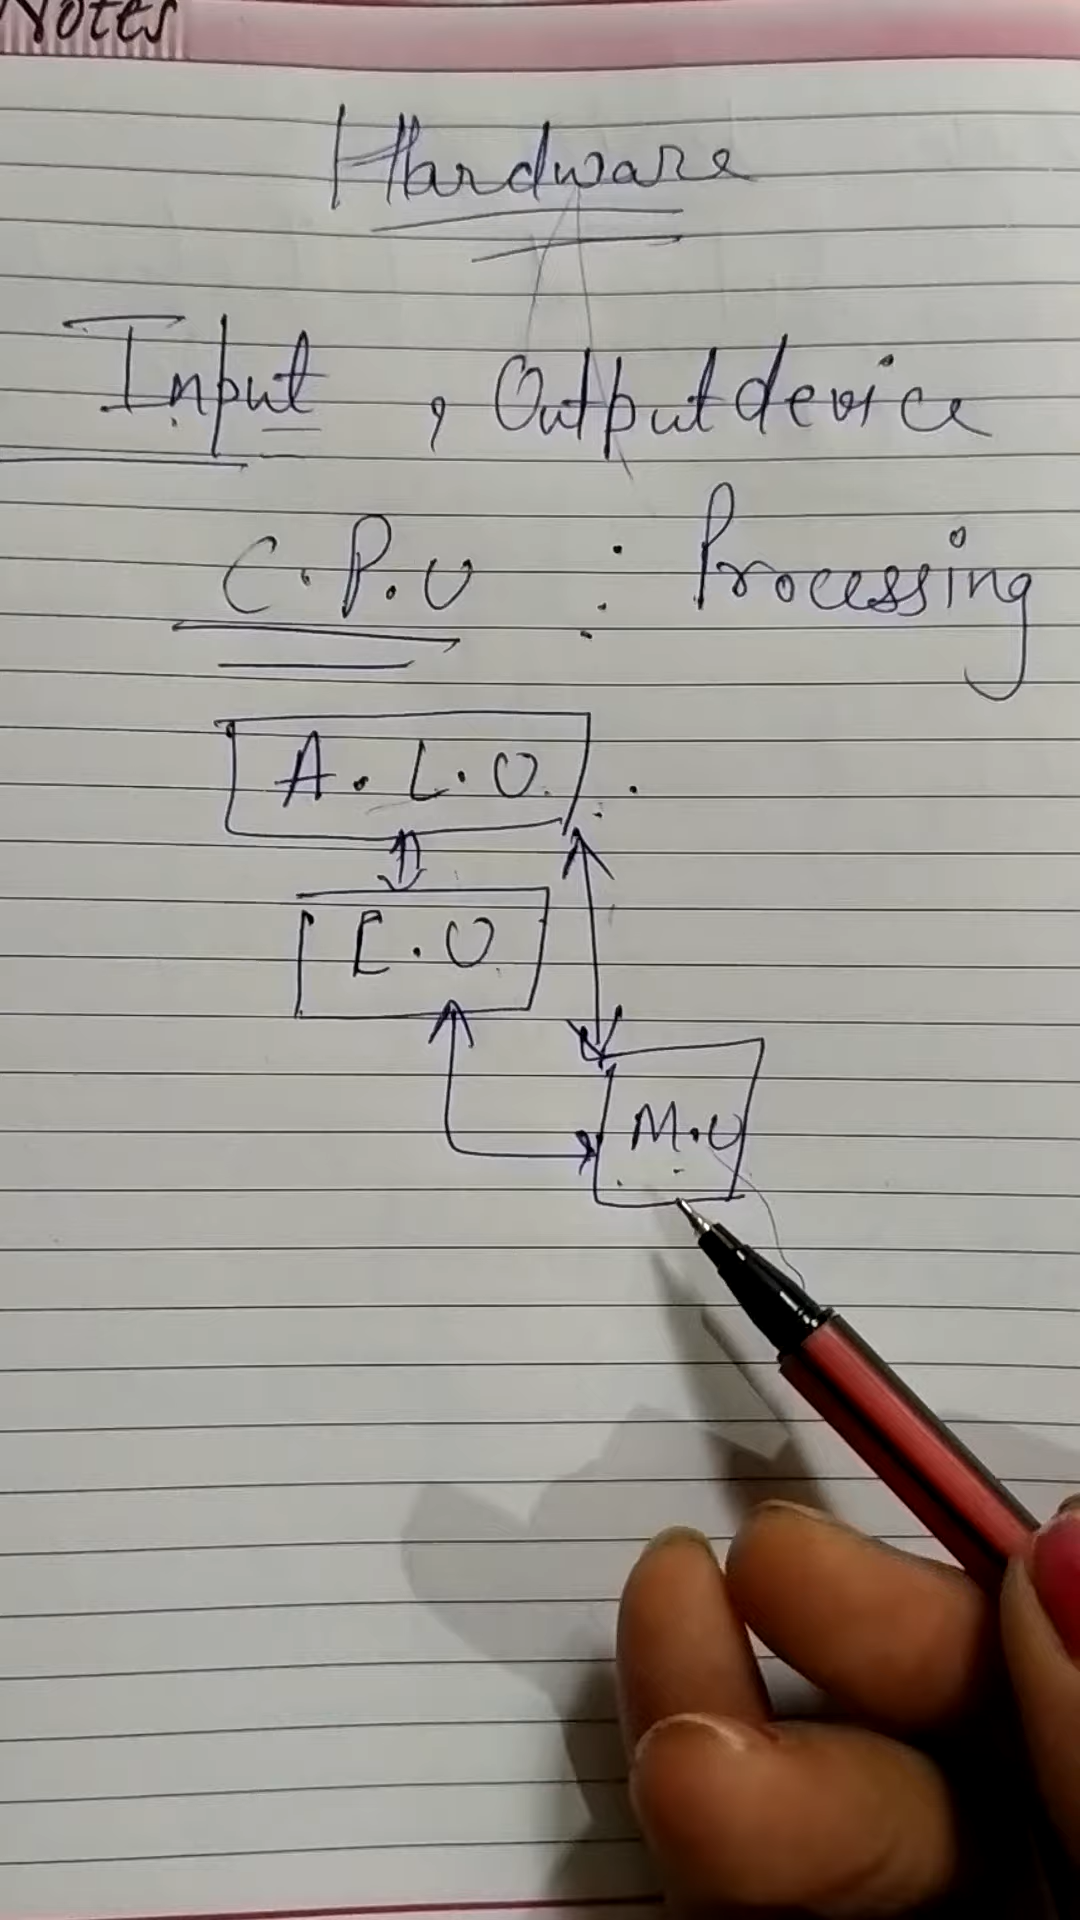 Notes
Hardware
Input , Output device
C.P.U : Processing
A.L.U.
C.U
M.U